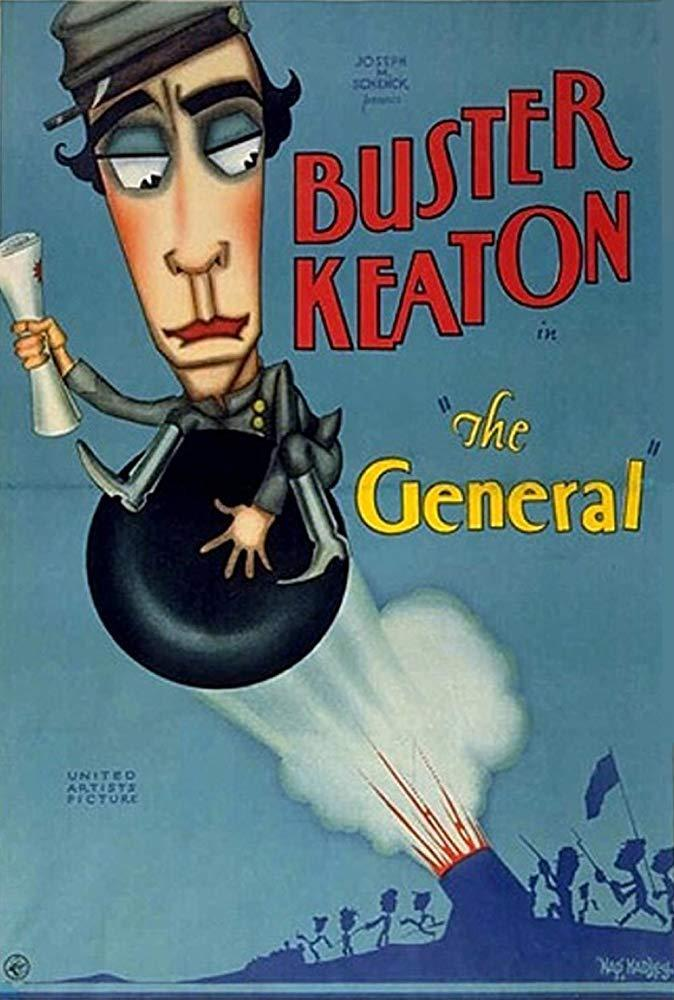 JOSEPH
M.
SCHENCK
presents
BUSTER
KEATON
in
"The
General"
UNITED
ARTISTS
PICTURE